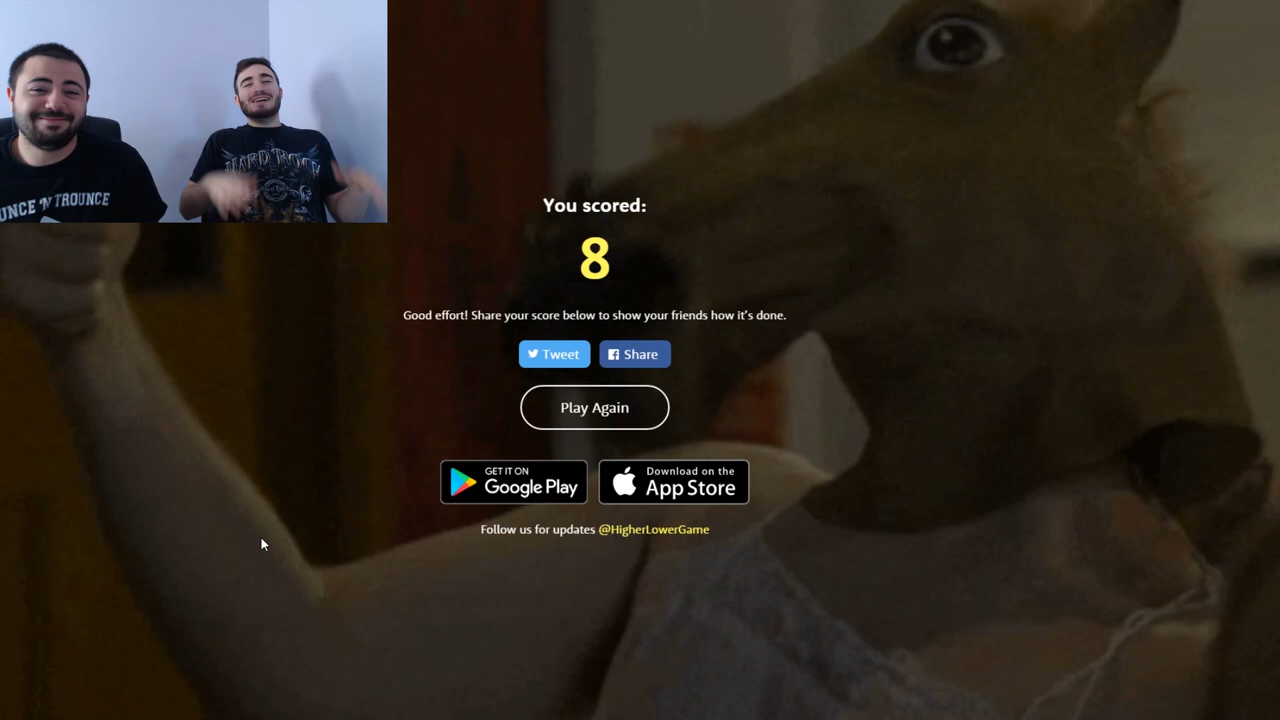 UNCE 'N TROUNCE
HARD ROCK
You scored:
8
Good effort! Share your score below to show your friends how it's done.
Tweet
Share
Play Again
GET IT ON
Google Play
Download on the
App Store
Follow us for updates @HigherLowerGame